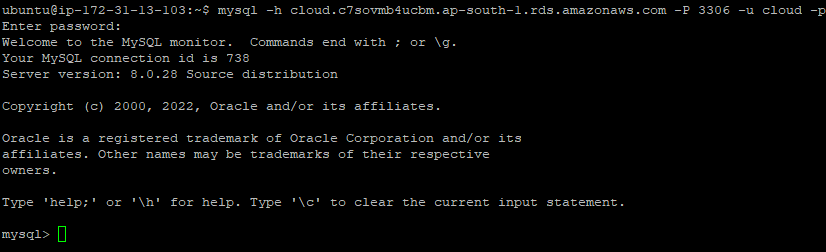 ubuntu@ip-172-31-13-103:~$ mysql -h cloud.c7sovmb4ucbm.ap-south-1.rds.amazonaws.com -P 3306 -u cloud -p
Enter password:
Welcome to the MySQL monitor.  Commands end with ; or \g.
Your MySQL connection id is 738
Server version: 8.0.28 Source distribution
Copyright (c) 2000, 2022, Oracle and/or its affiliates.
Oracle is a registered trademark of Oracle Corporation and/or its
affiliates. Other names may be trademarks of their respective
owners.
Type 'help;' or '\h' for help. Type '\c' to clear the current input statement.
mysql>